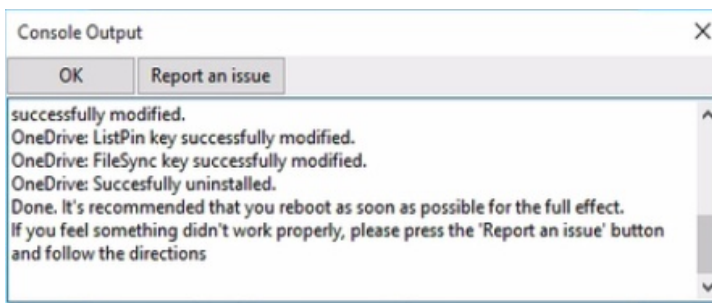 Console Output
OK
Report an issue
successfully modified.
OneDrive: ListPin key successfully modified.
OneDrive: FileSync key successfully modified.
OneDrive: Succesfully uninstalled.
Done. It's recommended that you reboot as soon as possible for the full effect.
If you feel something didn't work properly, please press the 'Report an issue' button
and follow the directions